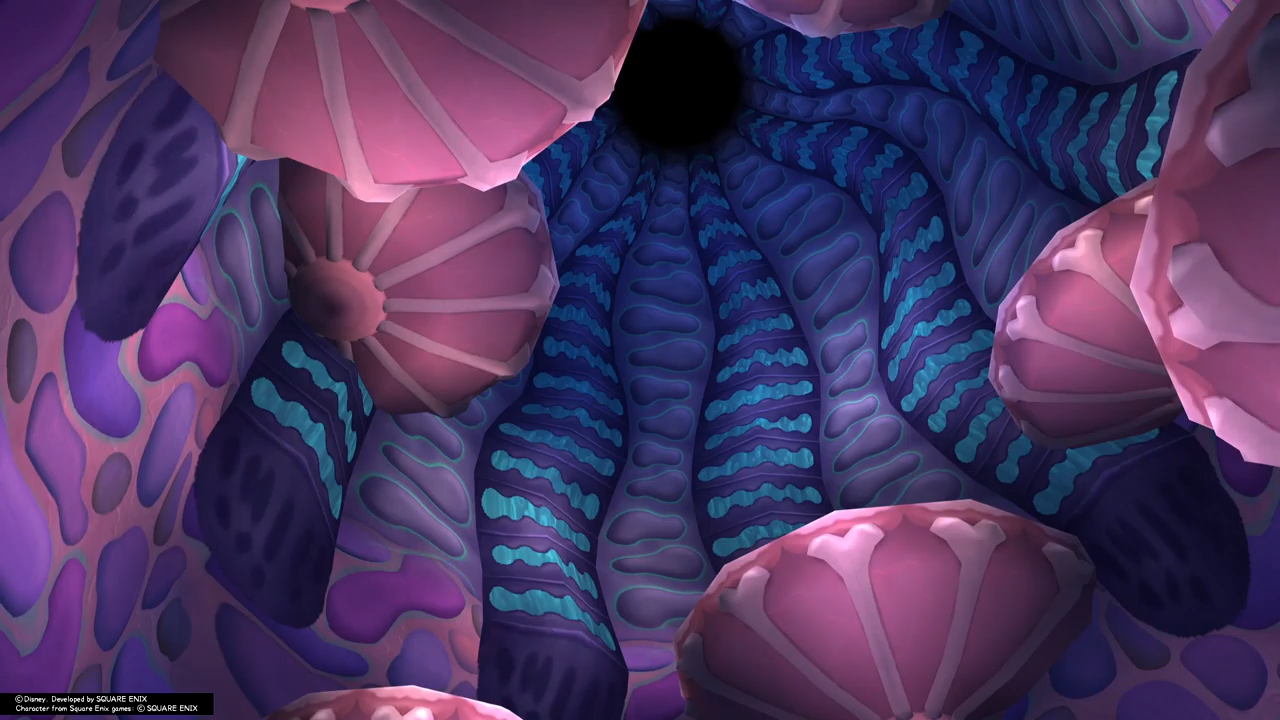 ©Disney. Developed by SQUARE ENIX
Character from Square Enix games: © SQUARE ENIX